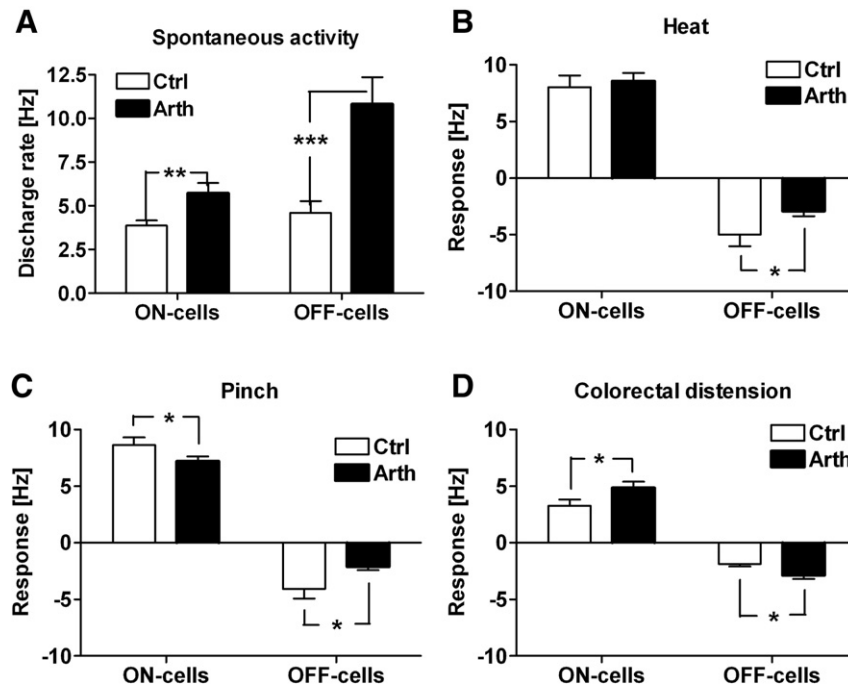 A
Spontaneous activity
Discharge rate [Hz]
12.5
10.0
7.5
5.0
2.5
0.0
Ctrl
Arth
**
***
ON-cells
OFF-cells
B
Heat
Response [Hz]
10
5
0
-5
-10
Ctrl
Arth
*
ON-cells
OFF-cells
C
Pinch
Response [Hz]
10
5
0
-5
-10
*
Ctrl
Arth
*
ON-cells
OFF-cells
D
Colorectal distension
Response [Hz]
10
5
0
-5
-10
Ctrl
Arth
*
*
ON-cells
OFF-cells